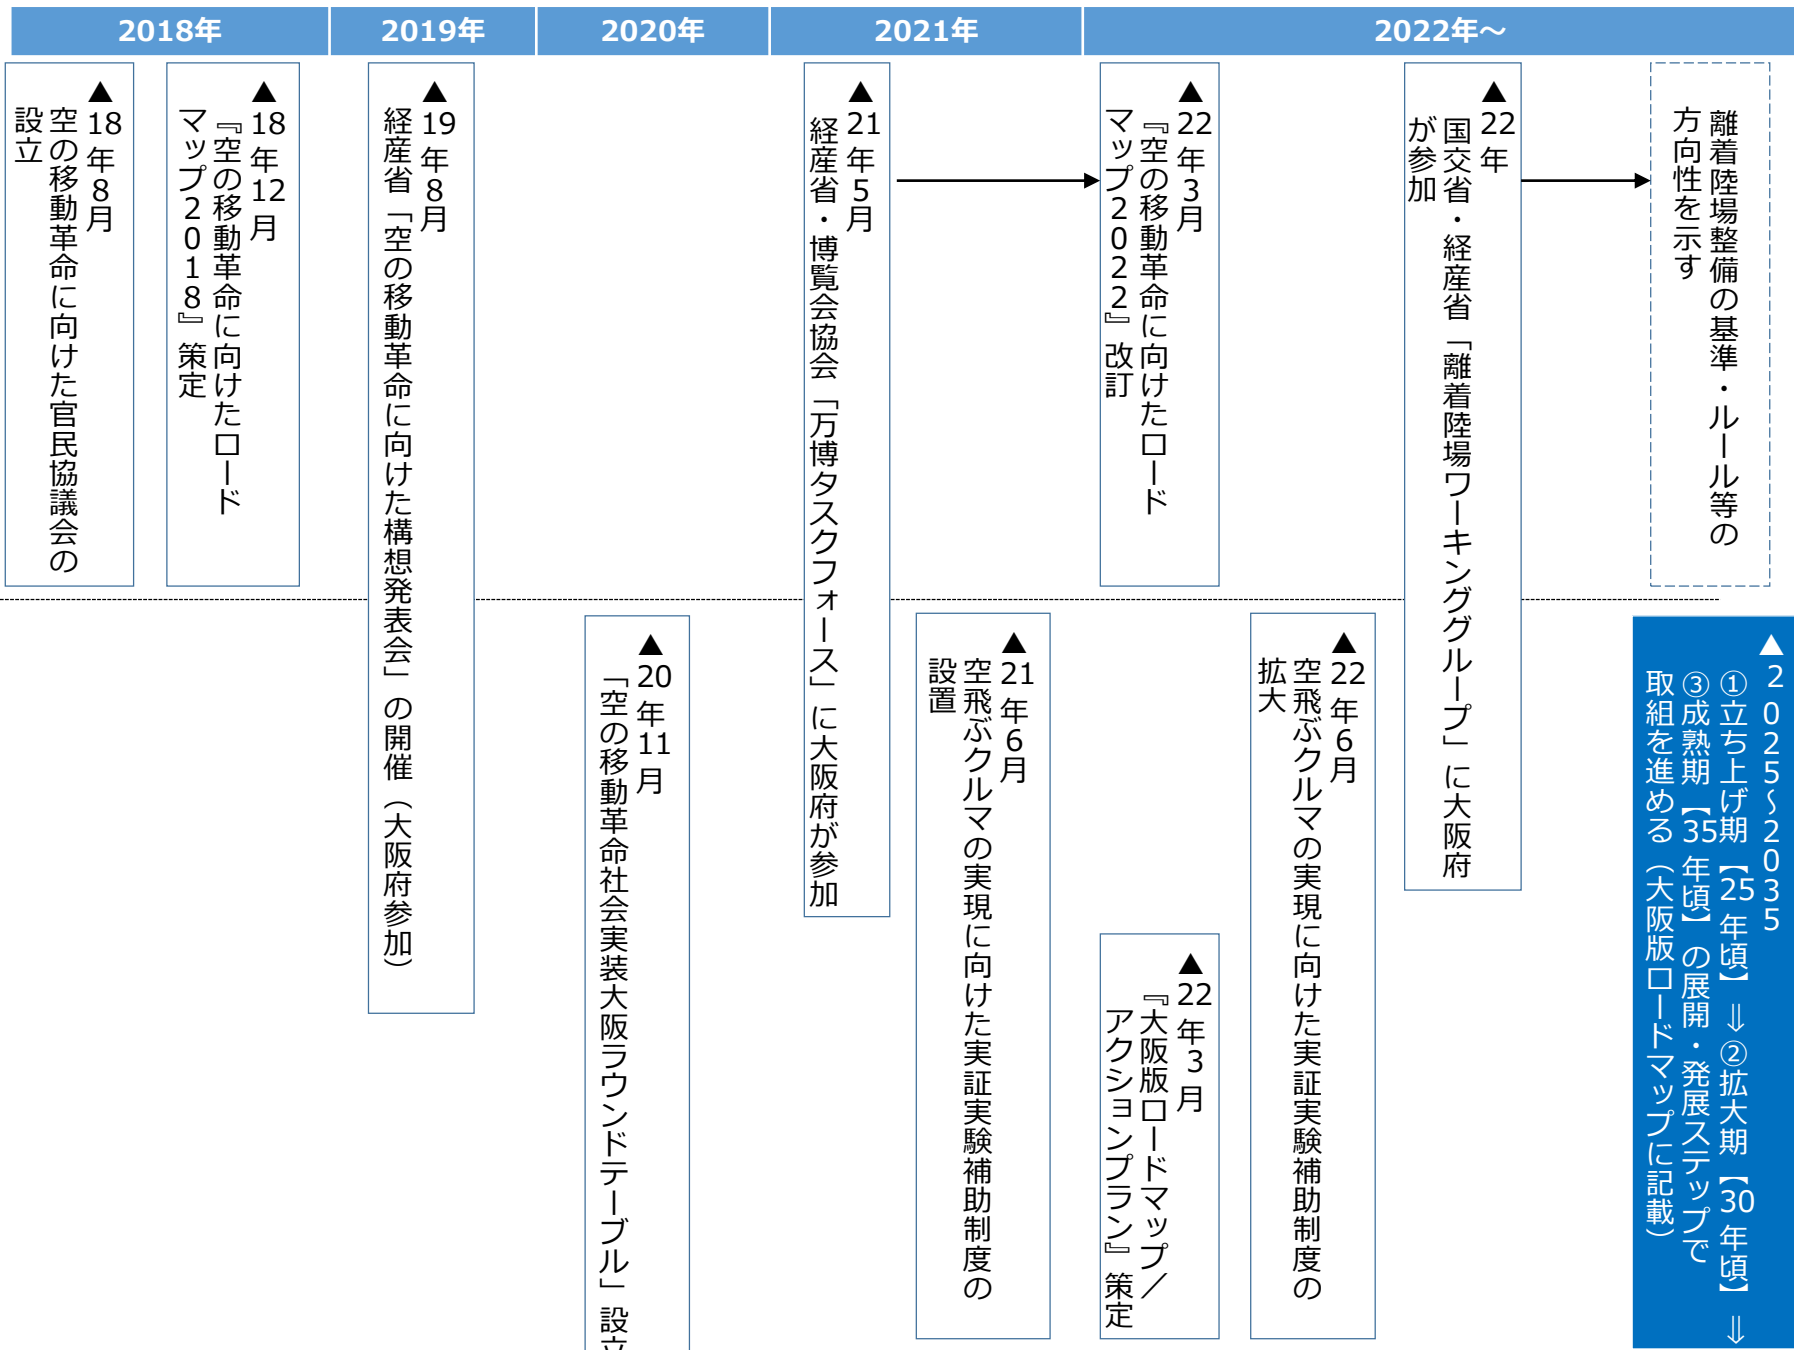 2018年
2019年
2020年
2021年
2022年～
▲18年8月
空の移動革命に向けた官民協議会の
設立
▲18年12月
『空の移動革命に向けたロード
マップ2018』策定
▲19年8月
経産省「空の移動革命に向けた構想発表会」の開催（大阪府参加）
▲21年5月
経産省・博覧会協会「万博タスクフォース」に大阪府が参加
▲22年3月
『空の移動革命に向けたロード
マップ2022』改訂
▲22年
国交省・経産省「離着陸場ワーキンググループ」に大阪府
が参加
離着陸場整備の基準・ルール等の
方向性を示す
▲20年11月
「空の移動革命社会実装大阪ラウンドテーブル」設立
▲21年6月
空飛ぶクルマの実現に向けた実証実験補助制度の
設置
▲22年3月
『大阪版ロードマップ／
アクションプラン』策定
▲22年6月
空飛ぶクルマの実現に向けた実証実験補助制度の
拡大
▲2025～2035
①立ち上げ期【25年頃】⇒②拡大期【30年頃】⇒
③成熟期【35年頃】の展開・発展ステップで
取組を進める（大阪版ロードマップに記載）